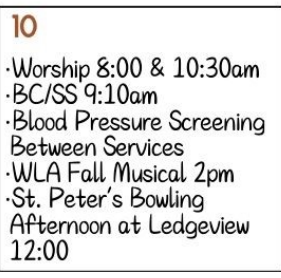 10
·Worship 8:00 & 10:30am
·BC/SS 9:10am
·Blood Pressure Screening
Between Services
·WLA Fall Musical 2pm
·St. Peter's Bowling
Afternoon at Ledgeview
12:00